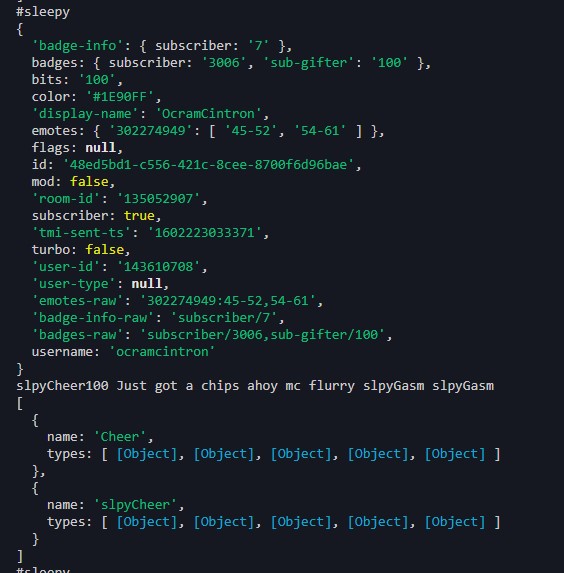 #sleepy
{
  'badge-info': { subscriber: '7' },
  badges: { subscriber: '3006', 'sub-gifter': '100' },
  bits: '100',
  color: '#1E90FF',
  'display-name': 'OcramCintron',
  emotes: { '302274949': [ '45-52', '54-61' ] },
  flags: null,
  id: '48ed5bd1-c556-421c-8cee-8700f6d96bae',
  mod: false,
  'room-id': '135052907',
  subscriber: true,
  'tmi-sent-ts': '1602223033371',
  turbo: false,
  'user-id': '143610708',
  'user-type': null,
  'emotes-raw': '302274949:45-52,54-61',
  'badge-info-raw': 'subscriber/7',
  'badges-raw': 'subscriber/3006,sub-gifter/100',
  username: 'ocramcintron'
}
slpyCheer100 Just got a chips ahoy mc flurry slpyGasm slpyGasm
[
  {
    name: 'Cheer',
    types: [ [Object], [Object], [Object], [Object], [Object] ]
  },
  {
    name: 'slpyCheer',
    types: [ [Object], [Object], [Object], [Object], [Object] ]
  }
]
#sleepy